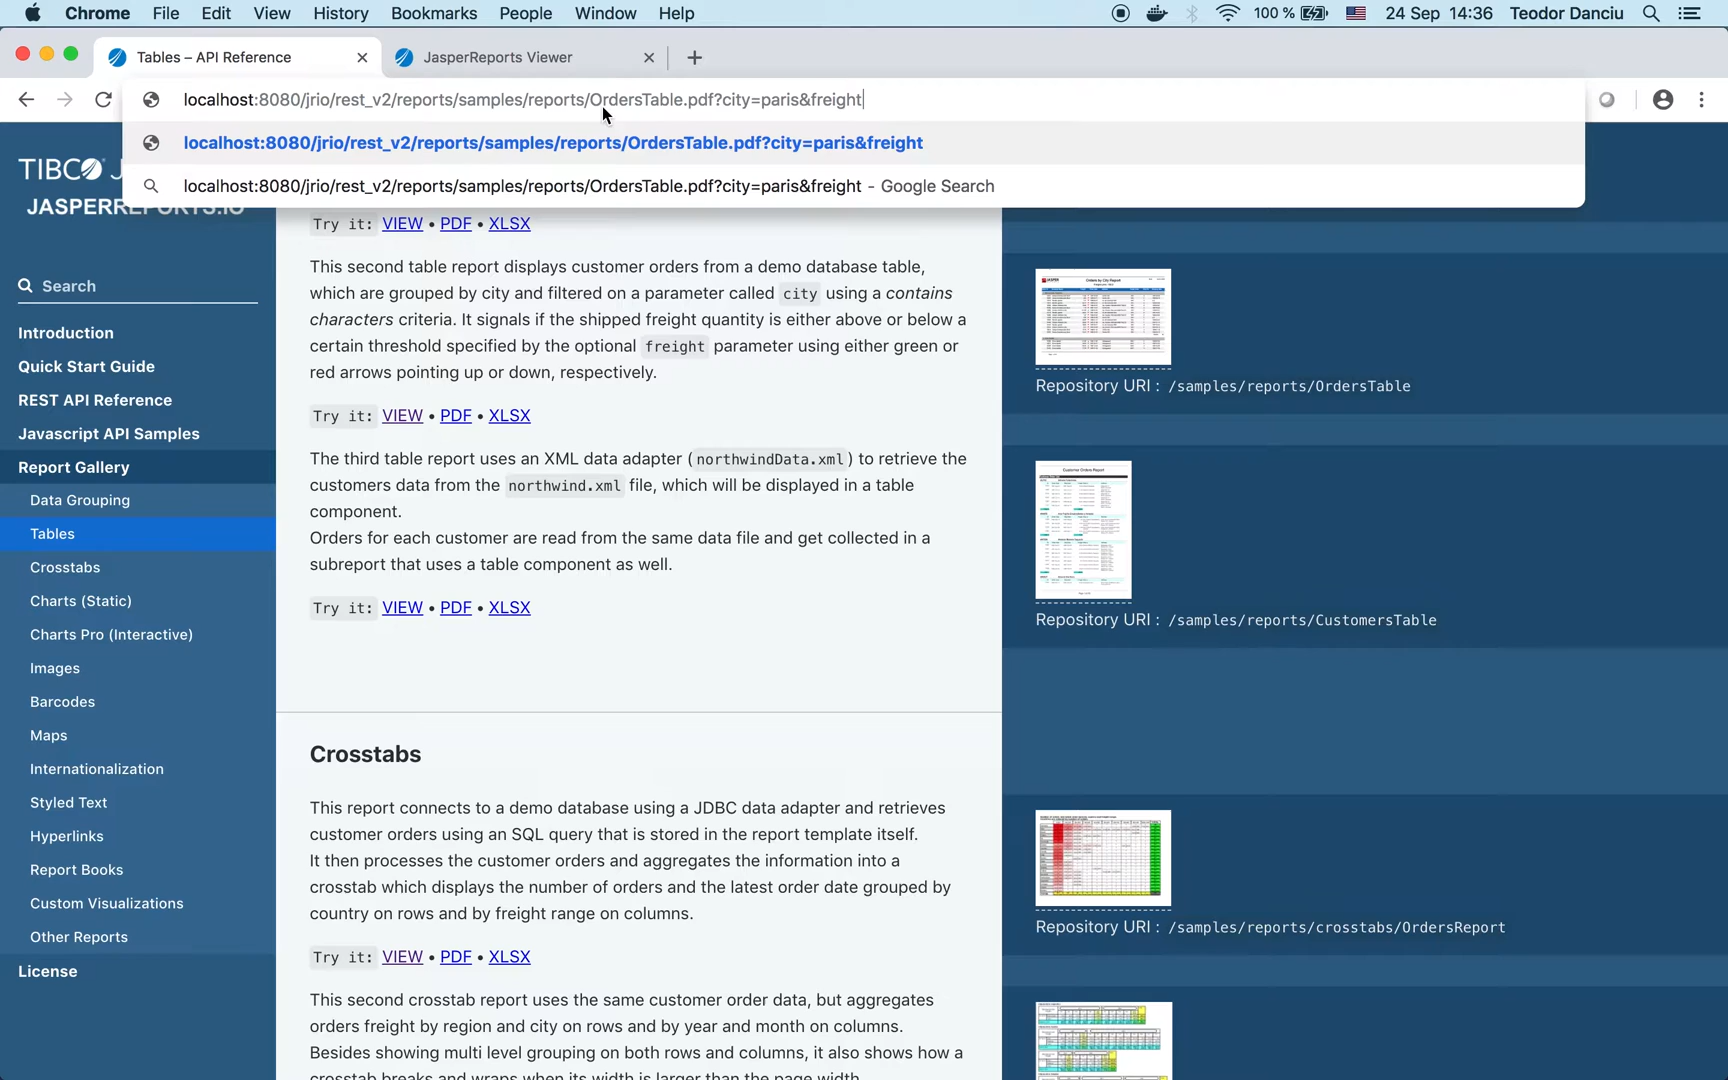 Chrome File Edit View History Bookmarks People Window Help 100 % 24 Sep 14:36 Teodor Danciu
Tables – API Reference JasperReports Viewer
localhost:8080/jrio/rest_v2/reports/samples/reports/OrdersTable.pdf?city=paris&freight
localhost:8080/jrio/rest_v2/reports/samples/reports/OrdersTable.pdf?city=paris&freight
localhost:8080/jrio/rest_v2/reports/samples/reports/OrdersTable.pdf?city=paris&freight - Google Search
TIBCO
JASPERREPORTS.IO
Search
Introduction
Quick Start Guide
REST API Reference
Javascript API Samples
Report Gallery
Data Grouping
Tables
Crosstabs
Charts (Static)
Charts Pro (Interactive)
Images
Barcodes
Maps
Internationalization
Styled Text
Hyperlinks
Report Books
Custom Visualizations
Other Reports
License
Try it: VIEW • PDF • XLSX
This second table report displays customer orders from a demo database table,
which are grouped by city and filtered on a parameter called city using a contains
characters criteria. It signals if the shipped freight quantity is either above or below a
certain threshold specified by the optional freight parameter using either green or
red arrows pointing up or down, respectively.
Try it: VIEW • PDF • XLSX
The third table report uses an XML data adapter (northwindData.xml) to retrieve the
customers data from the northwind.xml file, which will be displayed in a table
component.
Orders for each customer are read from the same data file and get collected in a
subreport that uses a table component as well.
Try it: VIEW • PDF • XLSX
Crosstabs
This report connects to a demo database using a JDBC data adapter and retrieves
customer orders using an SQL query that is stored in the report template itself.
It then processes the customer orders and aggregates the information into a
crosstab which displays the number of orders and the latest order date grouped by
country on rows and by freight range on columns.
Try it: VIEW • PDF • XLSX
This second crosstab report uses the same customer order data, but aggregates
orders freight by region and city on rows and by year and month on columns.
Besides showing multi level grouping on both rows and columns, it also shows how a
crosstab breaks and wraps when its width is larger than the page width.
Repository URI : /samples/reports/OrdersTable
Repository URI : /samples/reports/CustomersTable
Repository URI : /samples/reports/crosstabs/OrdersReport